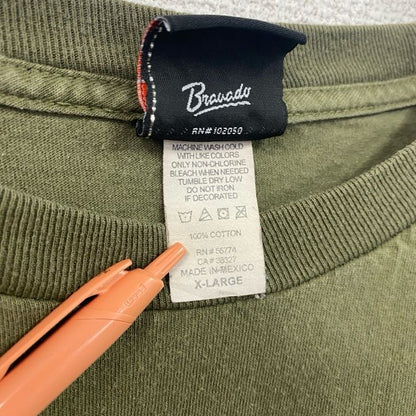 Bravado
RN# 102050
MACHINE WASH COLD
WITH LIKE COLORS
ONLY NON-CHLORINE
BLEACH WHEN NEEDED
TUMBLE DRY LOW
DO NOT IRON
IF DECORATED
100% COTTON
RN # 55774
CA # 38327
MADE IN MEXICO
X-LARGE